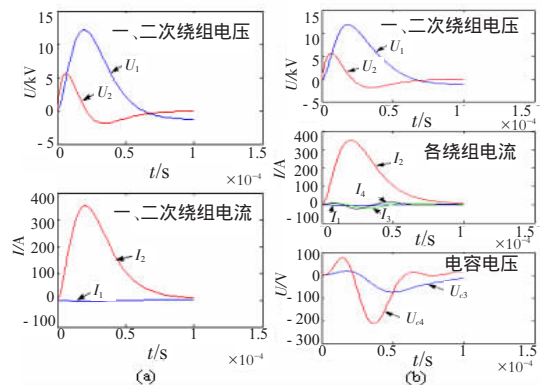 一、二次绕组电压
15
10
5
0
- 5
U/kV
U₁
U₂
0 0.5 1 1.5
t/s
×10⁻⁴
一、二次绕组电流
400
300
200
100
0
- 100
I/A
I₂
I₁
0 0.5 1 1.5
t/s
×10⁻⁴
(a)
一、二次绕组电压
15
10
5
0
- 5
U/kV
U₁
U₂
0 0.5 1 1.5
t/s
×10⁻⁴
各绕组电流
400
300
200
100
0
- 100
I/A
I₂
I₄
I₁
I₃
0 0.5 1 1.5
t/s
×10⁻⁴
电容电压
100
0
- 100
- 200
- 300
U/V
U_c3
U_c4
0 0.5 1 1.5
t/s
×10⁻⁴
(b)